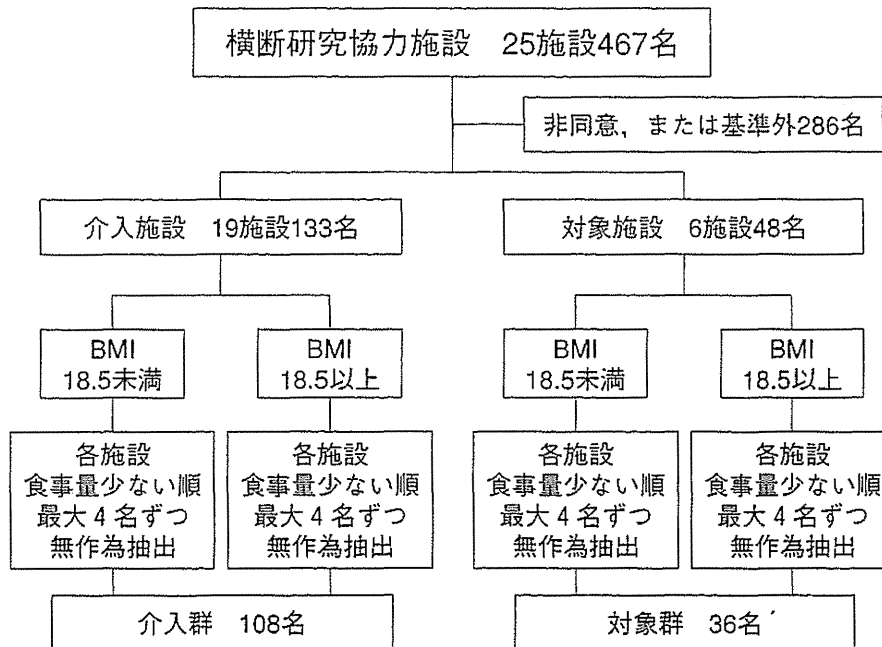 横断研究協力施設　25施設467名
非同意，または基準外286名
介入施設　19施設133名
対象施設　6施設48名
BMI
18.5未満
BMI
18.5以上
BMI
18.5未満
BMI
18.5以上
各施設
食事量少ない順
最大４名ずつ
無作為抽出
各施設
食事量少ない順
最大４名ずつ
無作為抽出
各施設
食事量少ない順
最大４名ずつ
無作為抽出
各施設
食事量少ない順
最大４名ずつ
無作為抽出
介入群　108名
対象群　36名